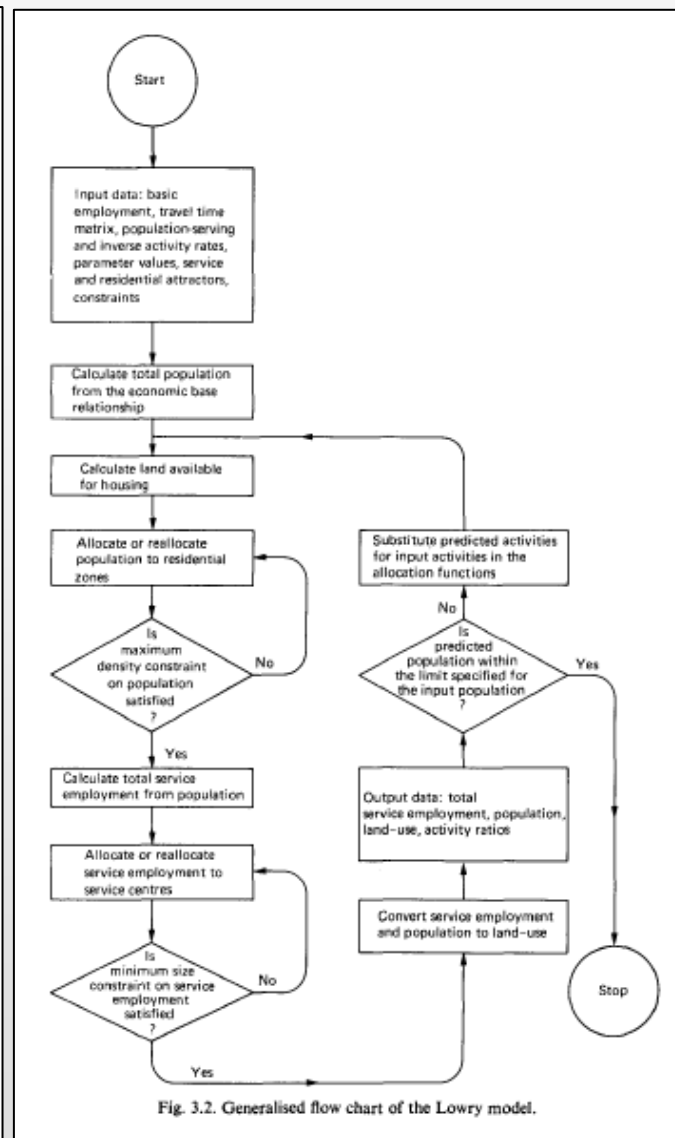 Start
Input data: basic
employment, travel time
matrix, population-serving
and inverse activity rates,
parameter values, service
and residential attractors,
constraints
Calculate total population
from the economic base
relationship
Calculate land available
for housing
Allocate or reallocate
population to residential
zones
Is
maximum
density constraint
on population
satisfied
?
No
Yes
Calculate total service
employment from population
Allocate or reallocate
service employment to
service centres
Is
minimum size
constraint on service
employment
satisfied
?
No
Yes
Substitute predicted activities
for input activities in the
allocation functions
No
Is
predicted
population within
the limit specified for
the input population
?
Yes
Output data: total
service employment, population,
land-use, activity ratios
Convert service employment
and population to land-use
Stop
Fig. 3.2. Generalised flow chart of the Lowry model.